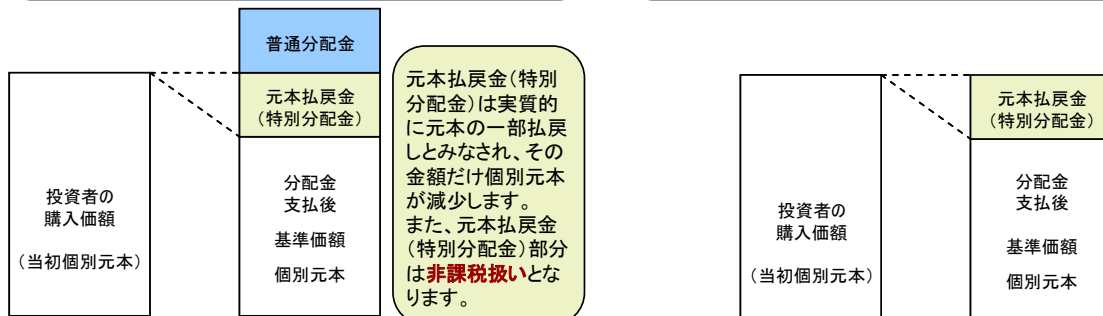 普通分配金
元本払戻金
（特別分配金）
投資者の
購入価額
（当初個別元本）
分配金
支払後
基準価額
個別元本
元本払戻金（特別
分配金）は実質的
に元本の一部払戻
しとみなされ、その
金額だけ個別元本
が減少します。
また、元本払戻金
（特別分配金）部分
は非課税扱いとな
ります。
投資者の
購入価額
（当初個別元本）
元本払戻金
（特別分配金）
分配金
支払後
基準価額
個別元本